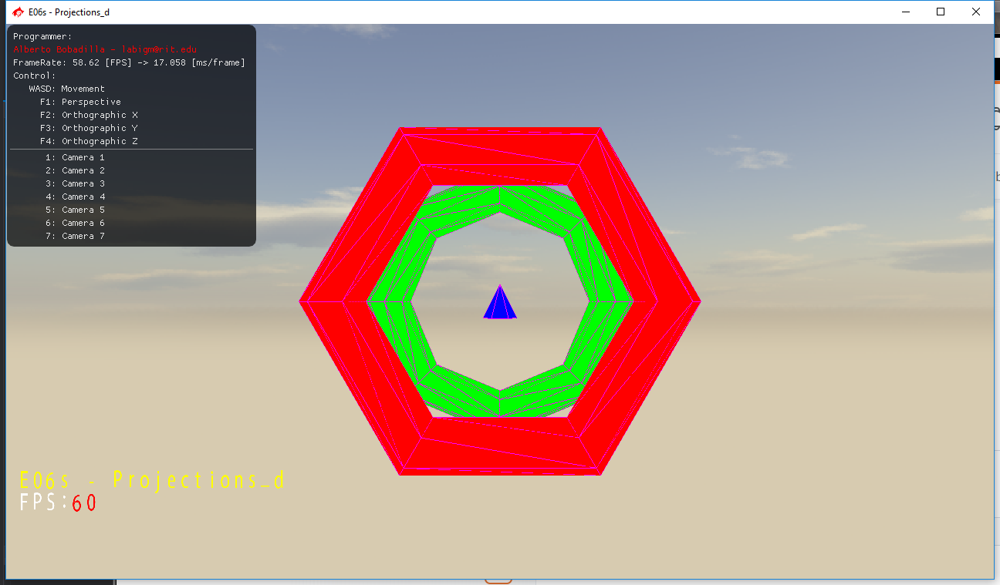 E06s - Projections_d
Programmer:
Alberto Bobadilla - labigm@rit.edu
FrameRate: 58.62 [FPS] -> 17.058 [ms/frame]
Control:
WASD: Movement
F1: Perspective
F2: Orthographic X
F3: Orthographic Y
F4: Orthographic Z
1: Camera 1
2: Camera 2
3: Camera 3
4: Camera 4
5: Camera 5
6: Camera 6
7: Camera 7
E06s - Projections_d
FPS:60